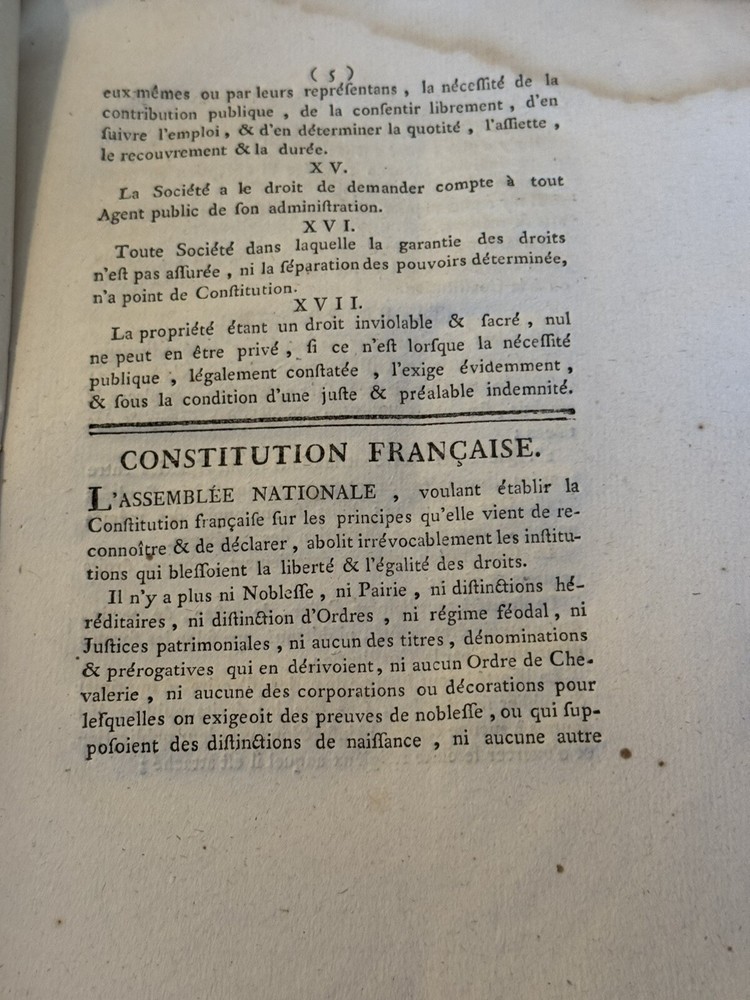 ( 5 )
eux-mêmes ou par leurs repréſentans , la néceſſité de la
contribution publique , de la conſentir librement , d'en
ſuivre l'emploi , & d'en déterminer la quotité , l'aſſiette ,
le recouvrement & la durée.
X V.
La Société a le droit de demander compte à tout
Agent public de ſon adminiſtration.
X V I.
Toute Société dans laquelle la garantie des droits
n'eſt pas aſſurée , ni la ſéparation des pouvoirs déterminée,
n'a point de Conſtitution.
X V I I.
La propriété étant un droit inviolable & ſacré , nul
ne peut en être privé , ſi ce n'eſt lorſque la néceſſité
publique , légalement conſtatée , l'exige évidemment ,
& ſous la condition d'une juſte & préalable indemnité.
CONSTITUTION FRANÇAISE.
L'ASSEMBLÉE NATIONALE , voulant établir la
Conſtitution françaiſe ſur les principes qu'elle vient de re-
connoître & de déclarer , abolit irrévocablement les inſtitu-
tions qui bleſſoient la liberté & l'égalité des droits.
Il n'y a plus ni Nobleſſe , ni Pairie , ni diſtinctions hé-
réditaires , ni diſtinction d'Ordres , ni régime féodal , ni
Juſtices patrimoniales , ni aucun des titres , dénominations
& prérogatives qui en dérivoient, ni aucun Ordre de Che-
valerie , ni aucune des corporations ou décorations pour
leſquelles on exigeoit des preuves de nobleſſe , ou qui ſup-
poſoient des diſtinctions de naiſſance , ni aucune autre